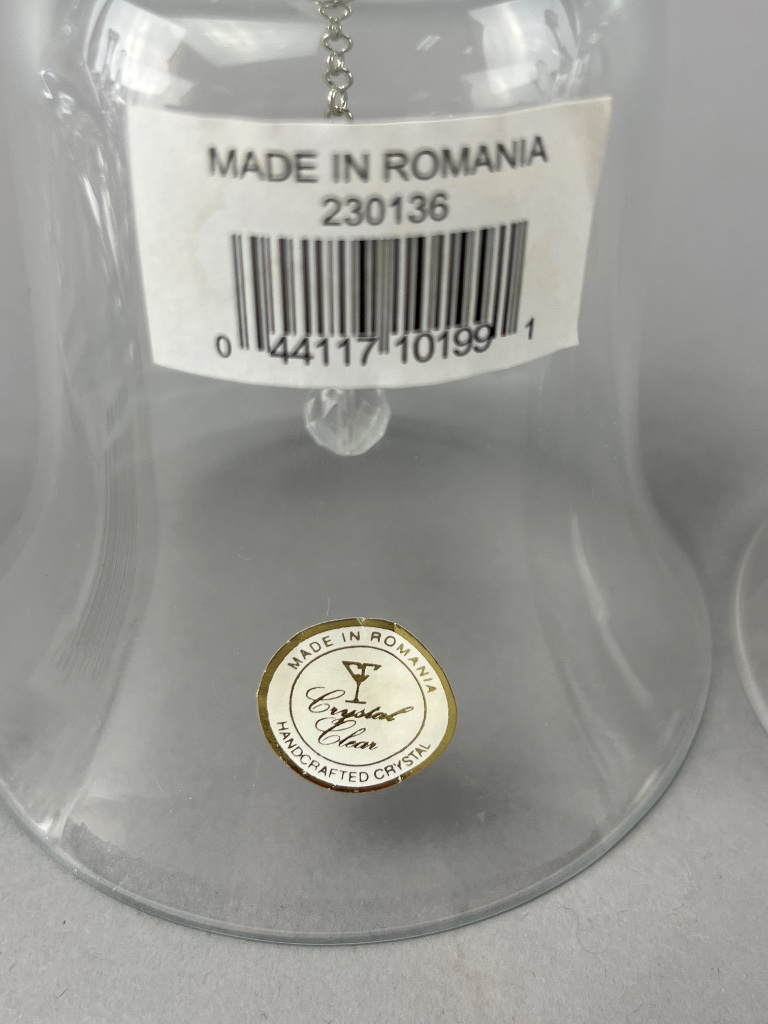 MADE IN ROMANIA
230136
0 44117 10199 1
MADE IN ROMANIA
Crystal
Clear
HANDCRAFTED CRYSTAL